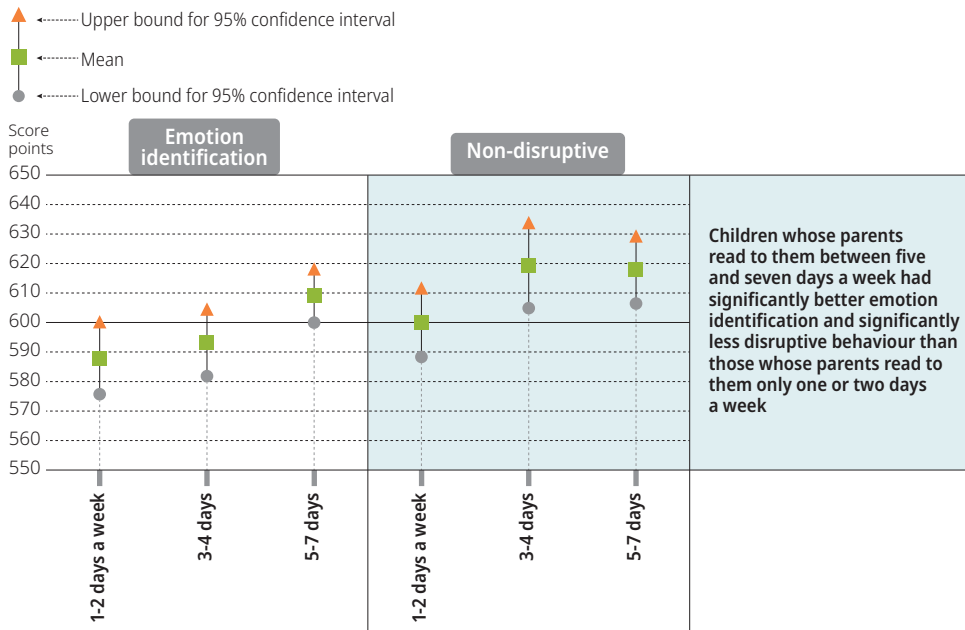 Upper bound for 95% confidence interval
Mean
Lower bound for 95% confidence interval
Score
points
Emotion
identification
Non-disruptive
650
640
630
620
610
600
590
580
570
560
550
Children whose parents
read to them between five
and seven days a week had
significantly better emotion
identification and significantly
less disruptive behaviour than
those whose parents read to
them only one or two days
a week
1-2 days a week
3-4 days
5-7 days
1-2 days a week
3-4 days
5-7 days